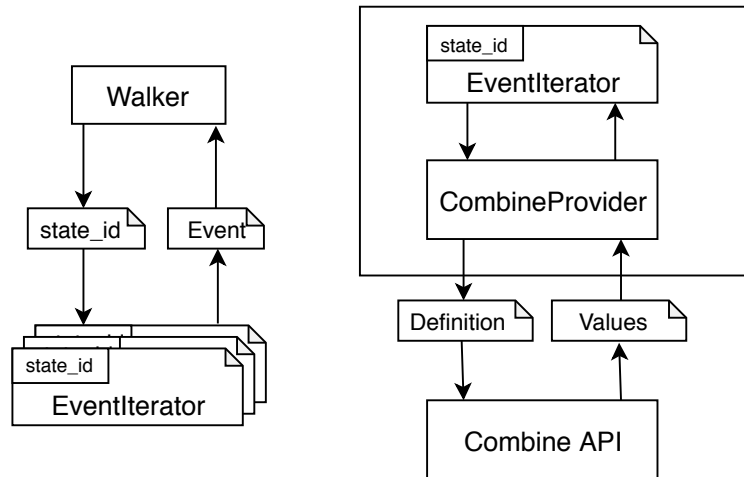 Walker
state_id
Event
state_id
EventIterator
state_id
EventIterator
CombineProvider
Definition
Values
Combine API